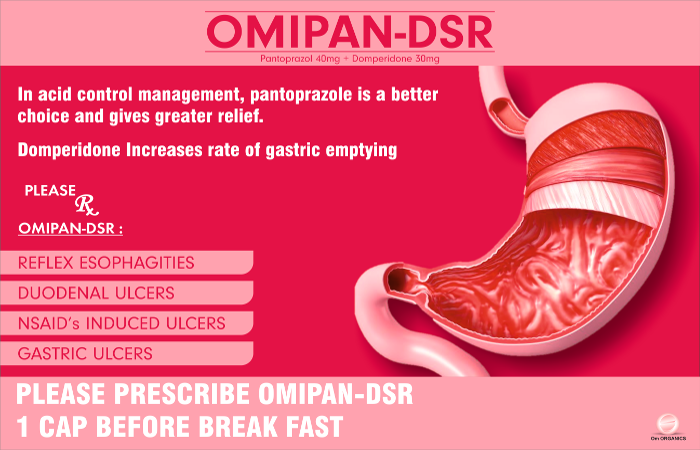 OMIPAN-DSR
Pantoprazol 40mg + Domperidone 30mg
In acid control management, pantoprazole is a better
choice and gives greater relief.
Domperidone Increases rate of gastric emptying
PLEASE Rx
OMIPAN-DSR :
REFLEX ESOPHAGITIES
DUODENAL ULCERS
NSAID's INDUCED ULCERS
GASTRIC ULCERS
PLEASE PRESCRIBE OMIPAN-DSR
1 CAP BEFORE BREAK FAST
Om ORGANICS